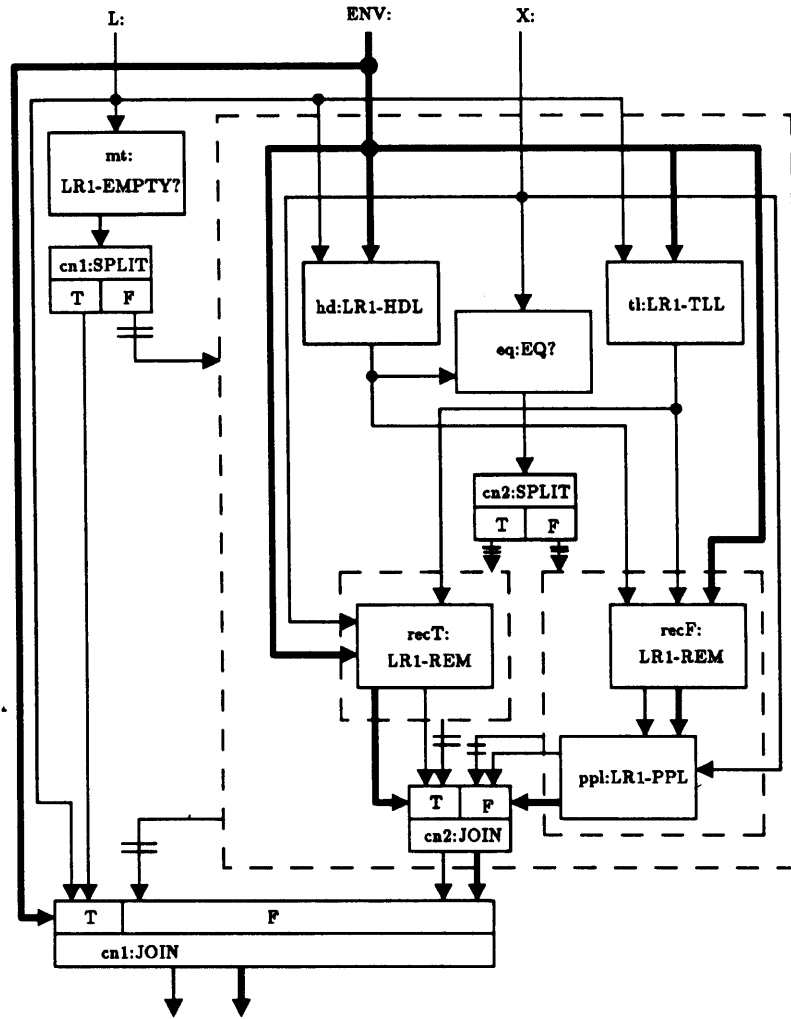 L:
ENV:
X:
mt:
LR1-EMPTY?
cn1:SPLIT
T F
hd:LR1-HDL
tl:LR1-TLL
eq:EQ?
cn2:SPLIT
T F
recT:
LR1-REM
recF:
LR1-REM
ppl:LR1-PPL
T F
cn2:JOIN
T F
cn1:JOIN